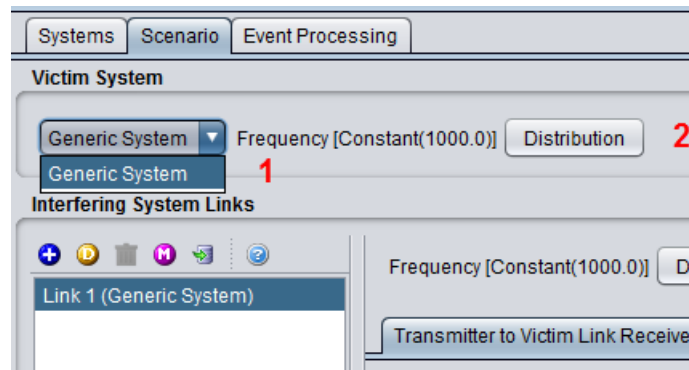 Systems Scenario Event Processing
Victim System
Generic System Frequency [Constant(1000.0)] Distribution 2
Generic System 1
Interfering System Links
D M
Frequency [Constant(1000.0)] D
Link 1 (Generic System)
Transmitter to Victim Link Receive